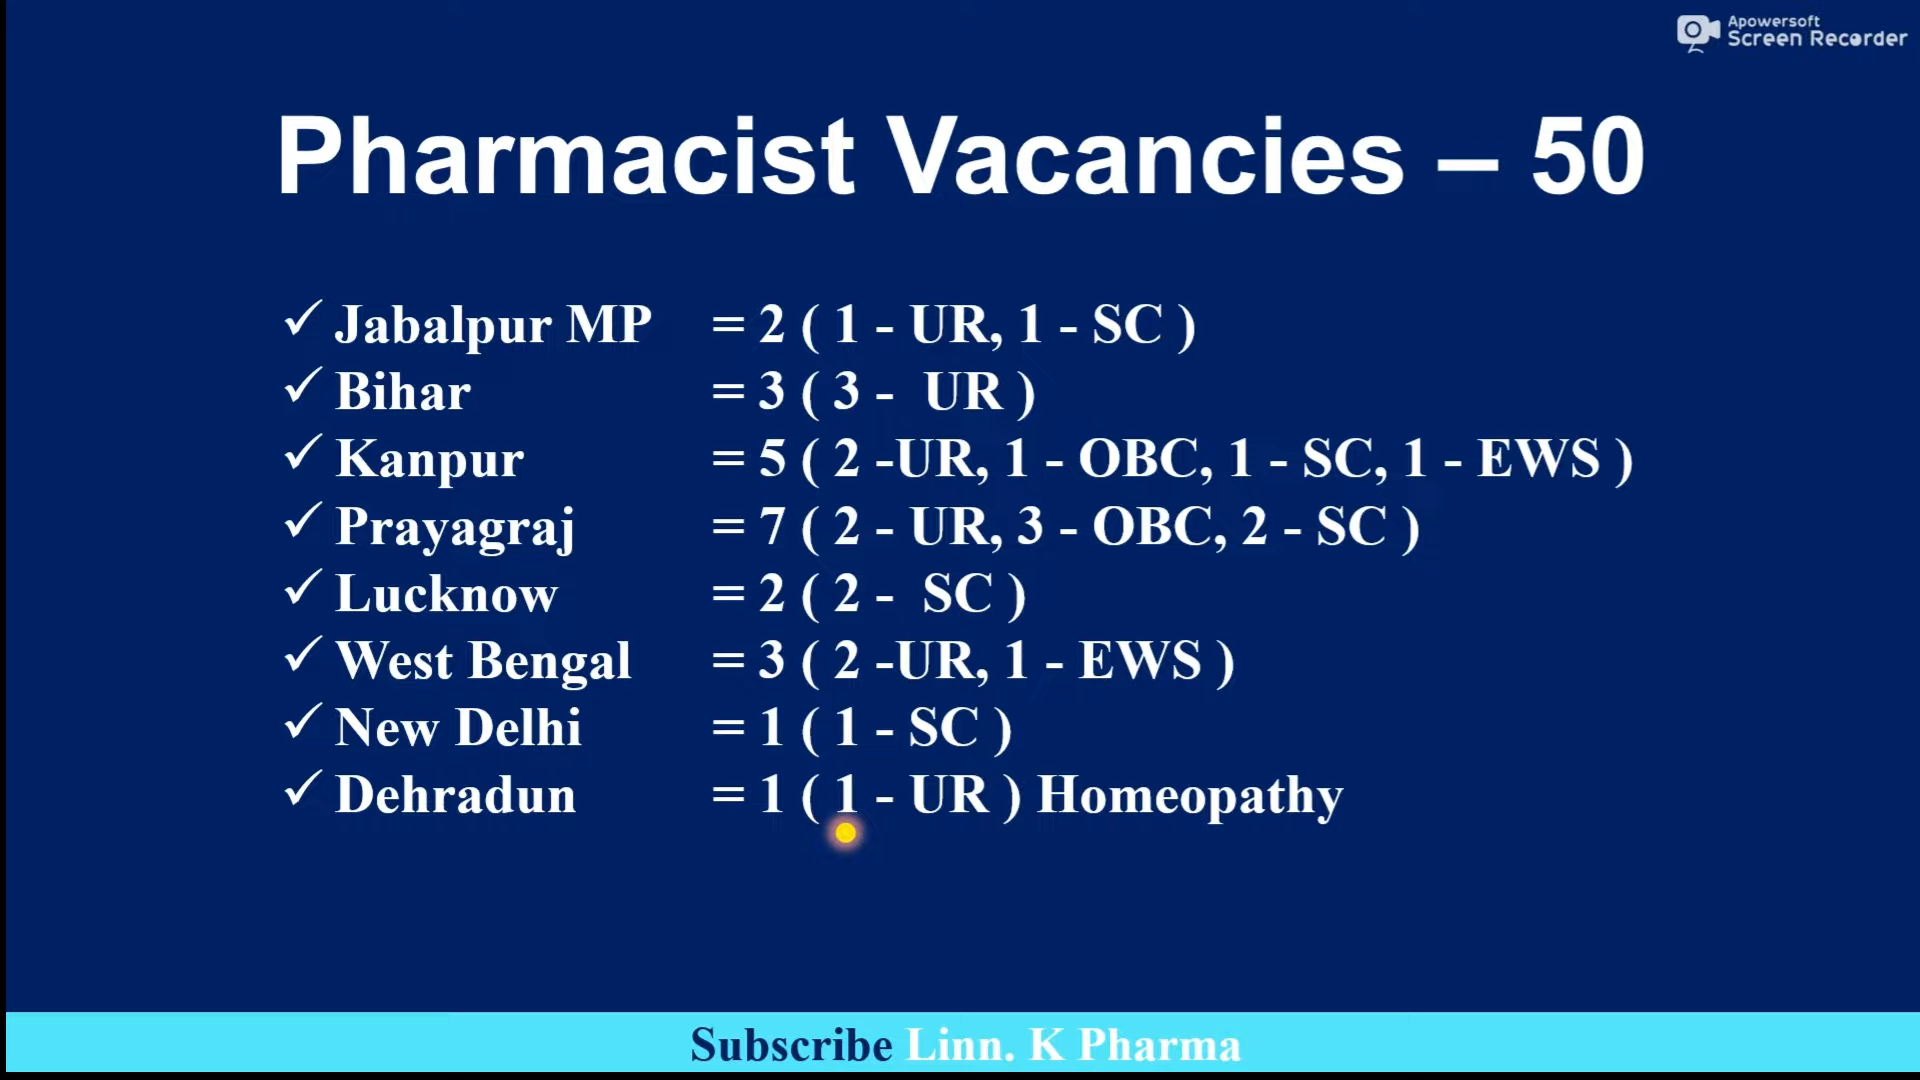 Apowersoft
Screen Recorder
Pharmacist Vacancies – 50
✓ Jabalpur MP = 2 ( 1 - UR, 1 - SC )
✓ Bihar = 3 ( 3 - UR )
✓ Kanpur = 5 ( 2 -UR, 1 - OBC, 1 - SC, 1 - EWS )
✓ Prayagraj = 7 ( 2 - UR, 3 - OBC, 2 - SC )
✓ Lucknow = 2 ( 2 - SC )
✓ West Bengal = 3 ( 2 -UR, 1 - EWS )
✓ New Delhi = 1 ( 1 - SC )
✓ Dehradun = 1 ( 1 - UR ) Homeopathy
Subscribe Linn. K Pharma